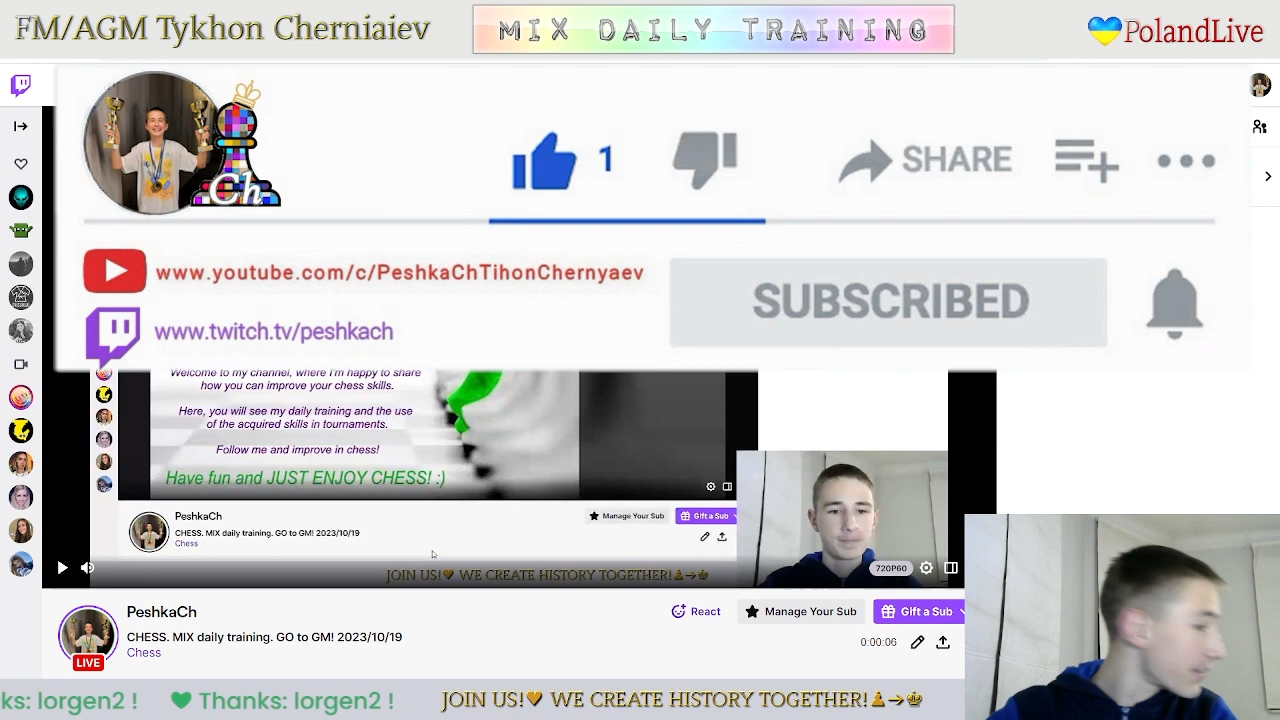 FM/AGM Tykhon Cherniaiev
MIX DAILY TRAINING
PolandLive
Ch
1
SHARE
www.youtube.com/c/PeshkaChTihonChernyaev
SUBSCRIBED
www.twitch.tv/peshkach
Welcome to my channel, where I'm happy to share
how you can improve your chess skills.
Here, you will see my daily training and the use
of the acquired skills in tournaments.
Follow me and improve in chess!
Have fun and JUST ENJOY CHESS! :)
PeshkaCh
Manage Your Sub
Gift a Sub
CHESS. MIX daily training. GO to GM! 2023/10/19
Chess
JOIN US! WE CREATE HISTORY TOGETHER!
720P60
PeshkaCh
React
Manage Your Sub
Gift a Sub
CHESS. MIX daily training. GO to GM! 2023/10/19
0:00:06
Chess
LIVE
ks: lorgen2 ! Thanks: lorgen2 !
JOIN US! WE CREATE HISTORY TOGETHER!